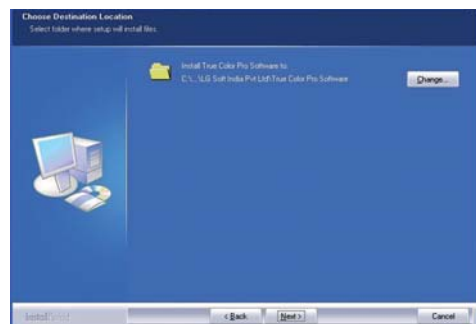 Choose Destination Location
Select folder where setup will install files.
Install True Color Pro Software to:
C:\...\LG Soft India Pvt Ltd\True Color Pro Software
Change...
InstallShield
< Back
Next >
Cancel